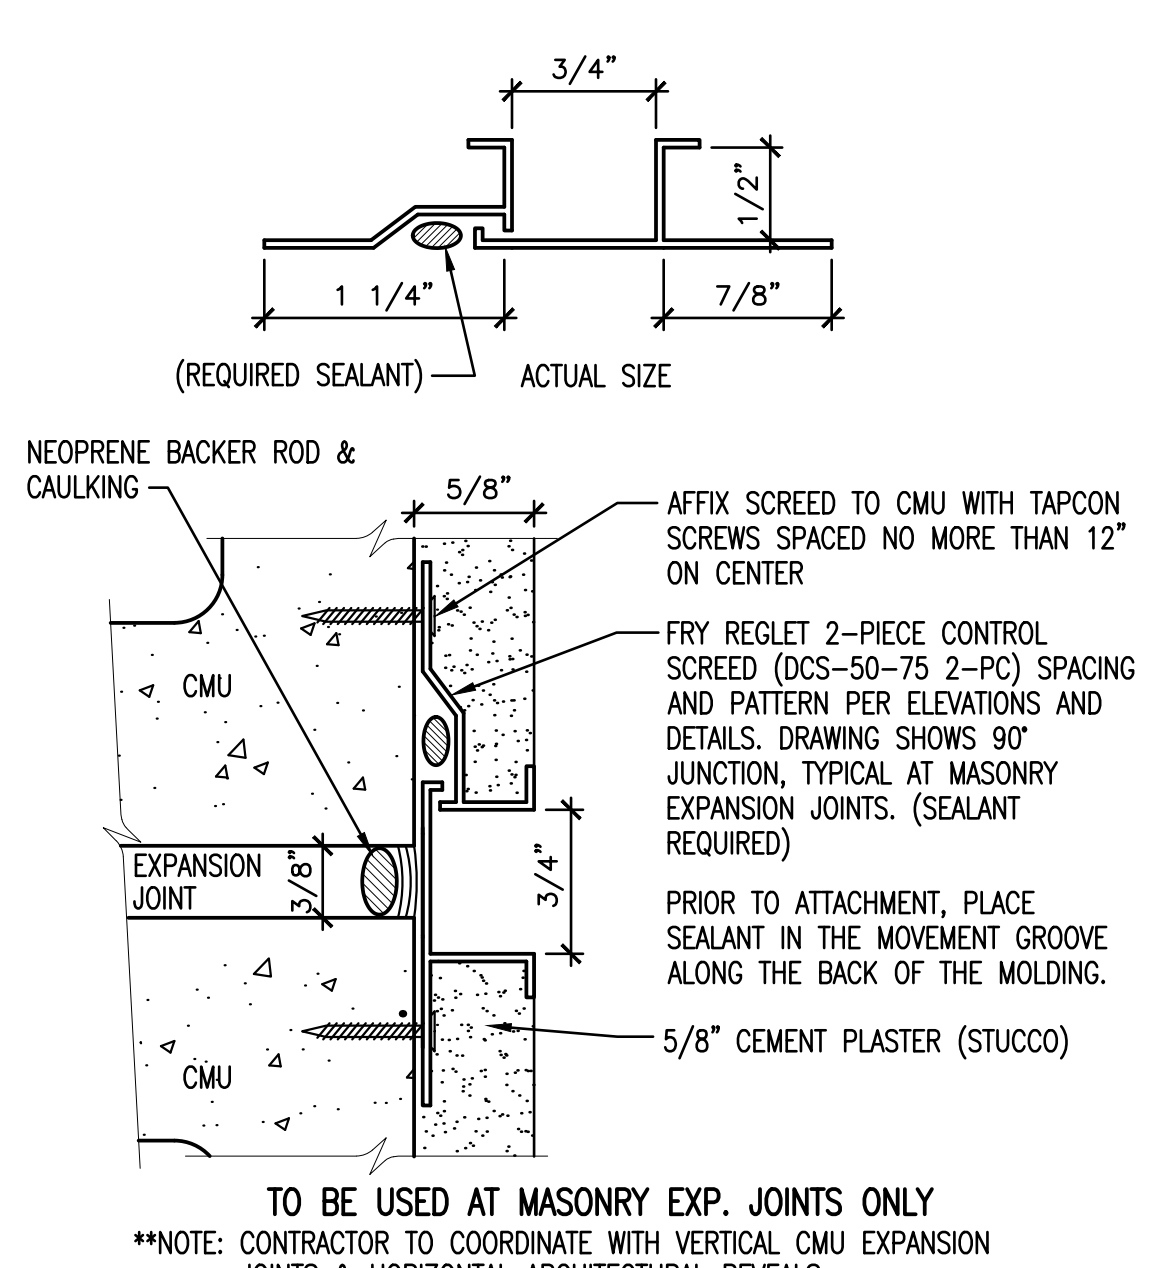 3/4"
1/2"
1 1/4"
7/8"
(REQUIRED SEALANT)
ACTUAL SIZE
NEOPRENE BACKER ROD &
CAULKING
5/8"
AFFIX SCREED TO CMU WITH TAPCON
SCREWS SPACED NO MORE THAN 12"
ON CENTER
FRY REGLET 2-PIECE CONTROL
SCREED (DCS-50-75 2-PC) SPACING
AND PATTERN PER ELEVATIONS AND
DETAILS. DRAWING SHOWS 90°
JUNCTION, TYPICAL AT MASONRY
EXPANSION JOINTS. (SEALANT
REQUIRED)
CMU
EXPANSION
JOINT
3/8"
3/4"
PRIOR TO ATTACHMENT, PLACE
SEALANT IN THE MOVEMENT GROOVE
ALONG THE BACK OF THE MOLDING.
5/8" CEMENT PLASTER (STUCCO)
CMU
TO BE USED AT MASONRY EXP. JOINTS ONLY
**NOTE: CONTRACTOR TO COORDINATE WITH VERTICAL CMU EXPANSION
JOINTS & HORIZONTAL ARCHITECTURAL REVEALS